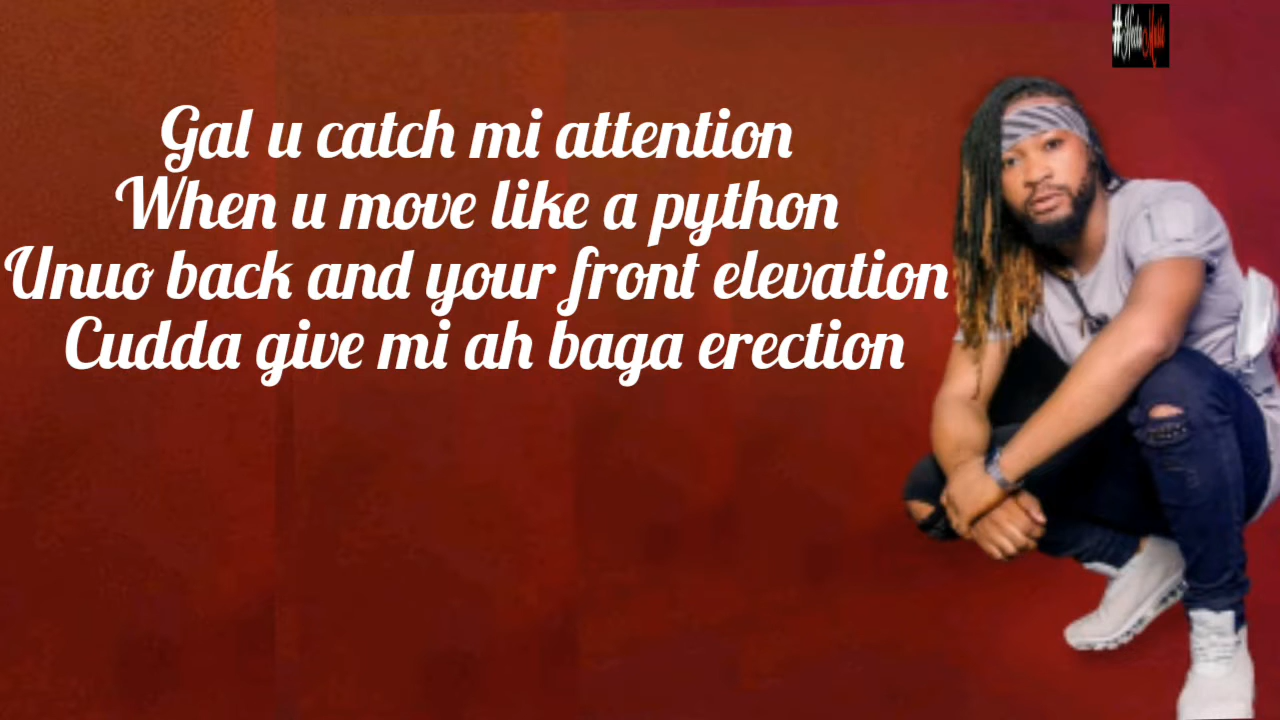 Gal u catch mi attention
When u move like a python
Unuo back and your front elevation
Cudda give mi ah baga erection